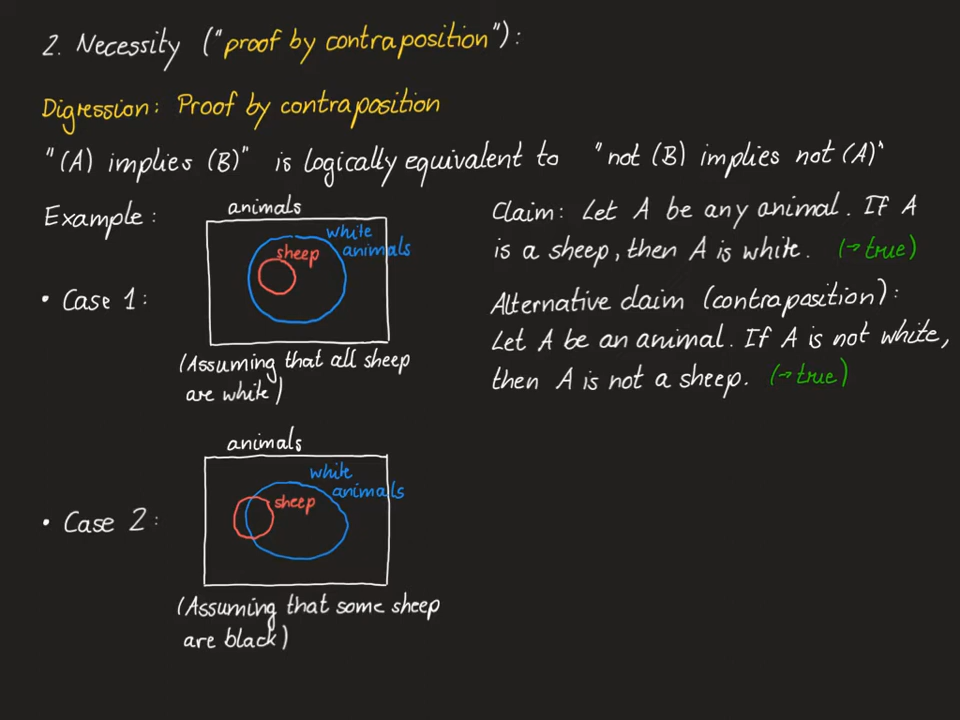 2. Necessity ("proof by contraposition"):
Digression: Proof by contraposition
"(A) implies (B)" is logically equivalent to "not (B) implies not (A)"
Example:
animals
white
animals
sheep
• Case 1:
(Assuming that all sheep
are white)
Claim: Let A be any animal. If A
is a sheep, then A is white. (→true)
Alternative claim (contraposition):
Let A be an animal. If A is not white,
then A is not a sheep. (→true)
animals
white
animals
sheep
• Case 2:
(Assuming that some sheep
are black)